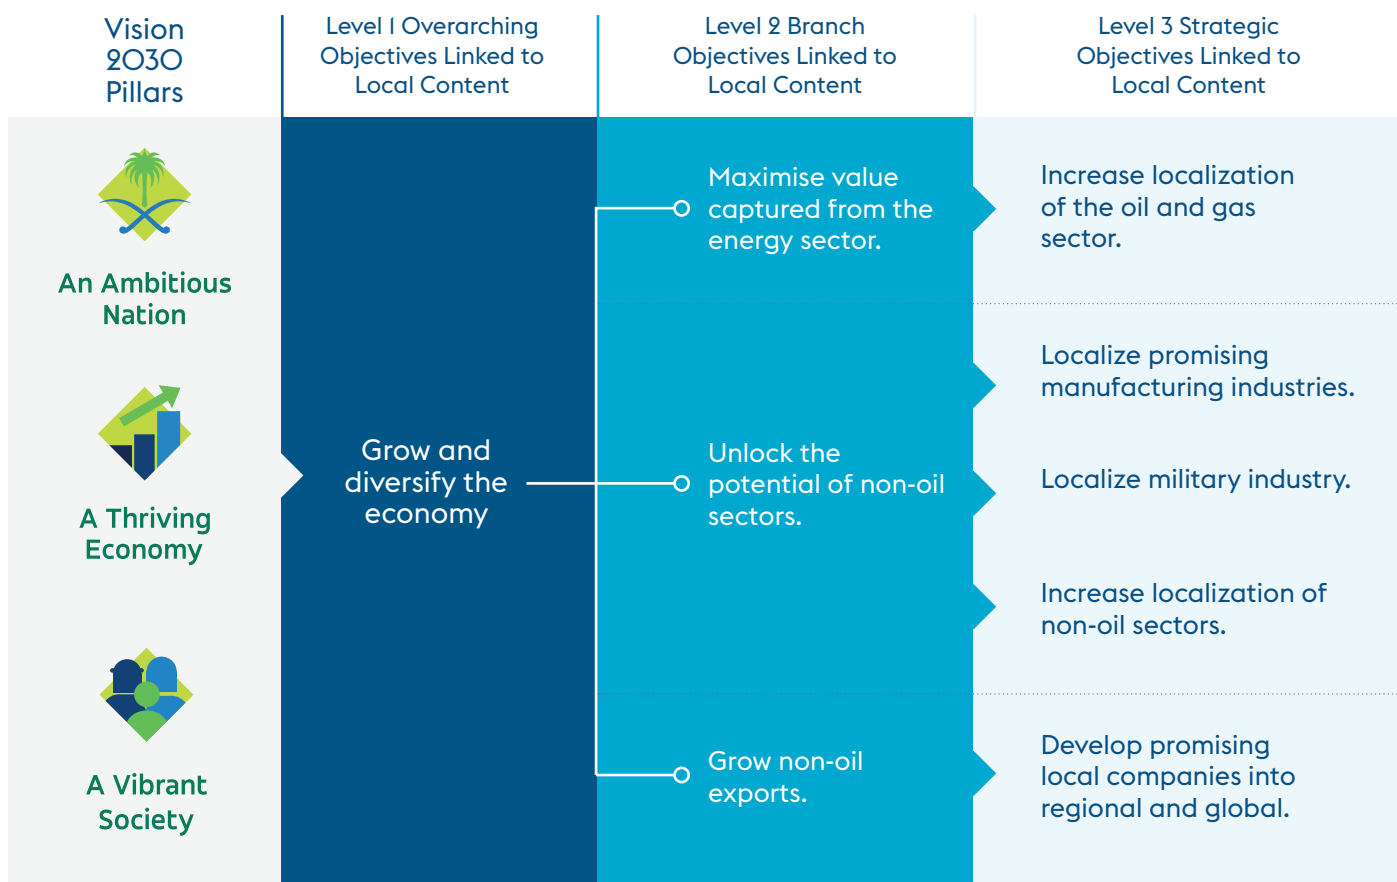 Vision
2030
Pillars
Level 1 Overarching
Objectives Linked to
Local Content
Level 2 Branch
Objectives Linked to
Local Content
Level 3 Strategic
Objectives Linked to
Local Content
An Ambitious
Nation
A Thriving
Economy
A Vibrant
Society
Grow and
diversify the
economy
Maximise value
captured from the
energy sector.
Increase localization
of the oil and gas
sector.
Unlock the
potential of non-oil
sectors.
Localize promising
manufacturing industries.
Localize military industry.
Increase localization of
non-oil sectors.
Grow non-oil
exports.
Develop promising
local companies into
regional and global.